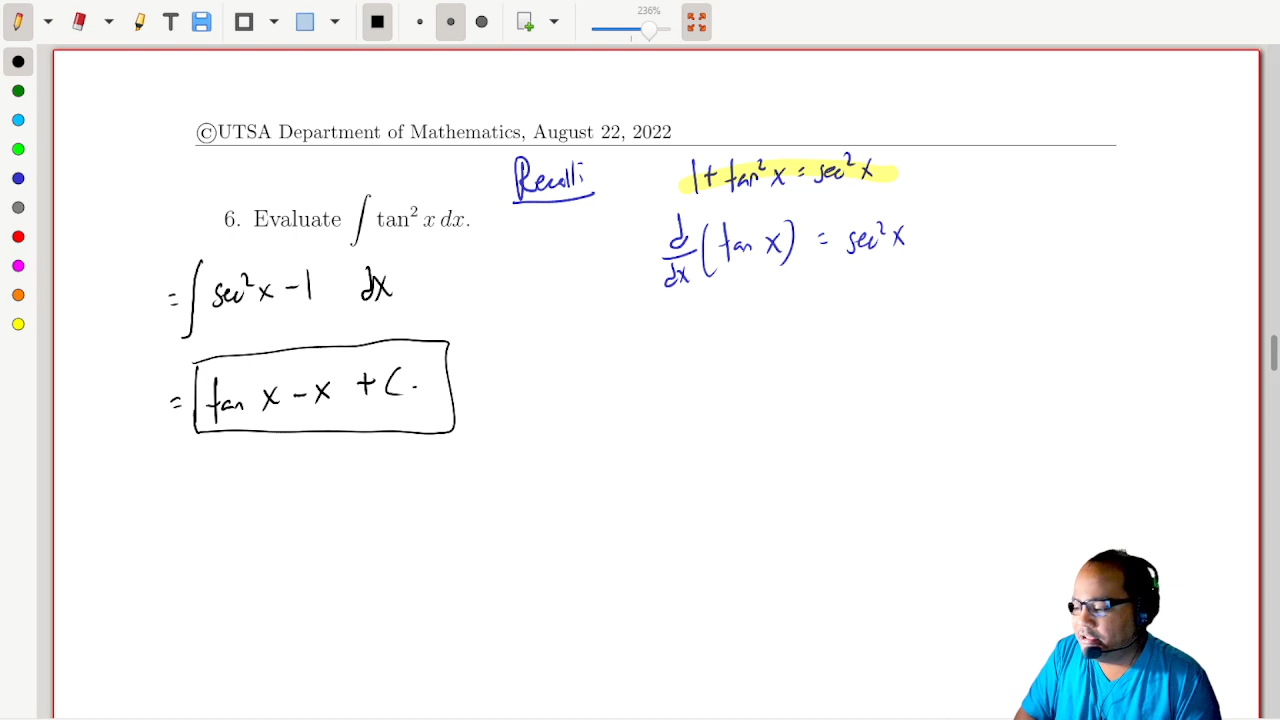 236%
©UTSA Department of Mathematics, August 22, 2022
Recall:
1 + tan² x = sec² x
6. Evaluate ∫ tan² x dx.
d/dx (tan x) = sec² x
= ∫ sec² x − 1 dx
= tan x − x + C.